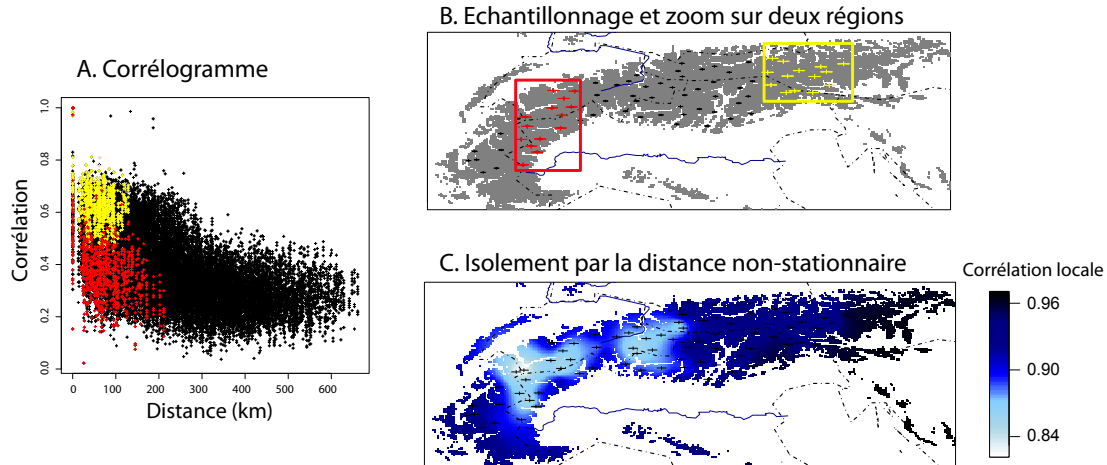 B. Echantillonnage et zoom sur deux régions
A. Corrélogramme
Corrélation
1.0
0.8
0.6
0.4
0.2
0.0
0
100
200
300
400
500
600
Distance (km)
C. Isolement par la distance non-stationnaire
Corrélation locale
0.96
0.90
0.84